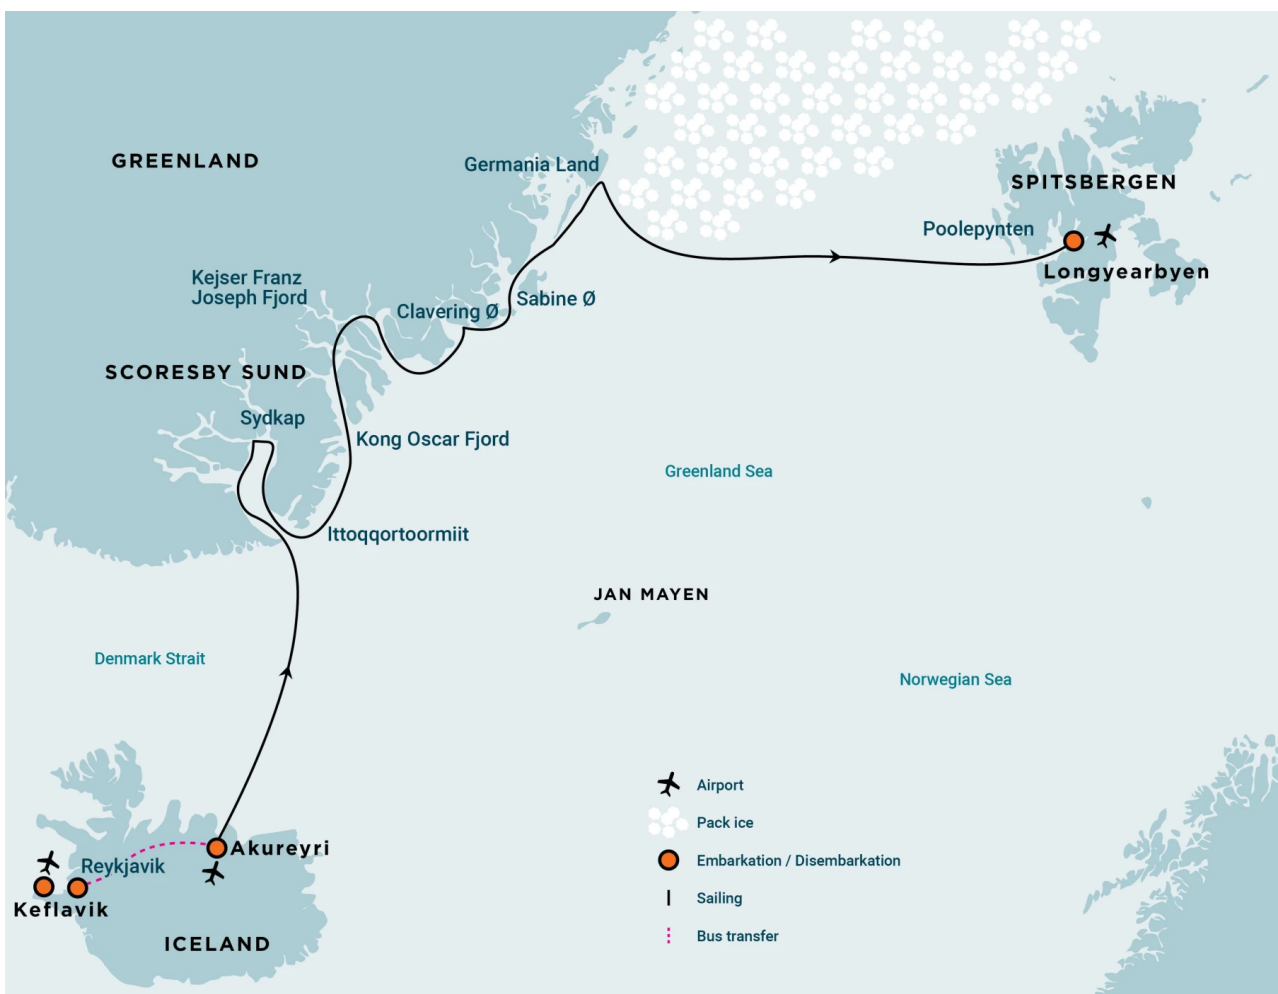 GREENLAND
Germania Land
SPITSBERGEN
Poolepynten
Longyearbyen
Kejser Franz
Joseph Fjord
Clavering Ø
Sabine Ø
SCORESBY SUND
Sydkap
Kong Oscar Fjord
Greenland Sea
Ittoqqortoormiit
JAN MAYEN
Denmark Strait
Norwegian Sea
Airport
Pack ice
Embarkation / Disembarkation
Sailing
Bus transfer
Akureyri
Reykjavik
Keflavik
ICELAND